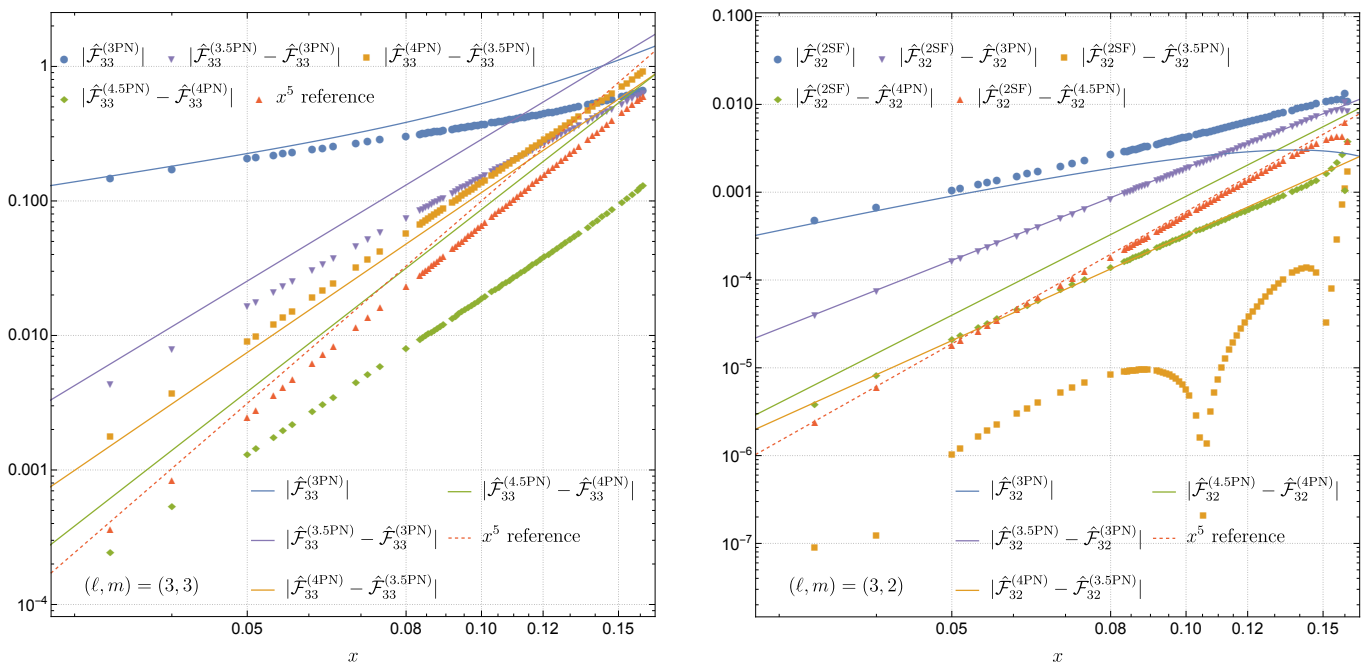 |F̂₃₃^(3PN)| |F̂₃₃^(3.5PN) − F̂₃₃^(3PN)| |F̂₃₃^(4PN) − F̂₃₃^(3.5PN)|
|F̂₃₃^(4.5PN) − F̂₃₃^(4PN)| x⁵ reference
1
0.100
0.010
0.001
10⁻⁴
|F̂₃₃^(3PN)| |F̂₃₃^(4.5PN) − F̂₃₃^(4PN)|
|F̂₃₃^(3.5PN) − F̂₃₃^(3PN)| x⁵ reference
|F̂₃₃^(4PN) − F̂₃₃^(3.5PN)|
(ℓ, m) = (3, 3)
0.05 0.08 0.10 0.12 0.15
x
0.100
|F̂₃₂^(2SF)| |F̂₃₂^(2SF) − F̂₃₂^(3PN)| |F̂₃₂^(2SF) − F̂₃₂^(3.5PN)|
|F̂₃₂^(2SF) − F̂₃₂^(4PN)| |F̂₃₂^(2SF) − F̂₃₂^(4.5PN)|
0.010
0.001
10⁻⁴
10⁻⁵
10⁻⁶
10⁻⁷
|F̂₃₂^(3PN)| |F̂₃₂^(4.5PN) − F̂₃₂^(4PN)|
|F̂₃₂^(3.5PN) − F̂₃₂^(3PN)| x⁵ reference
|F̂₃₂^(4PN) − F̂₃₂^(3.5PN)|
(ℓ, m) = (3, 2)
0.05 0.08 0.10 0.12 0.15
x